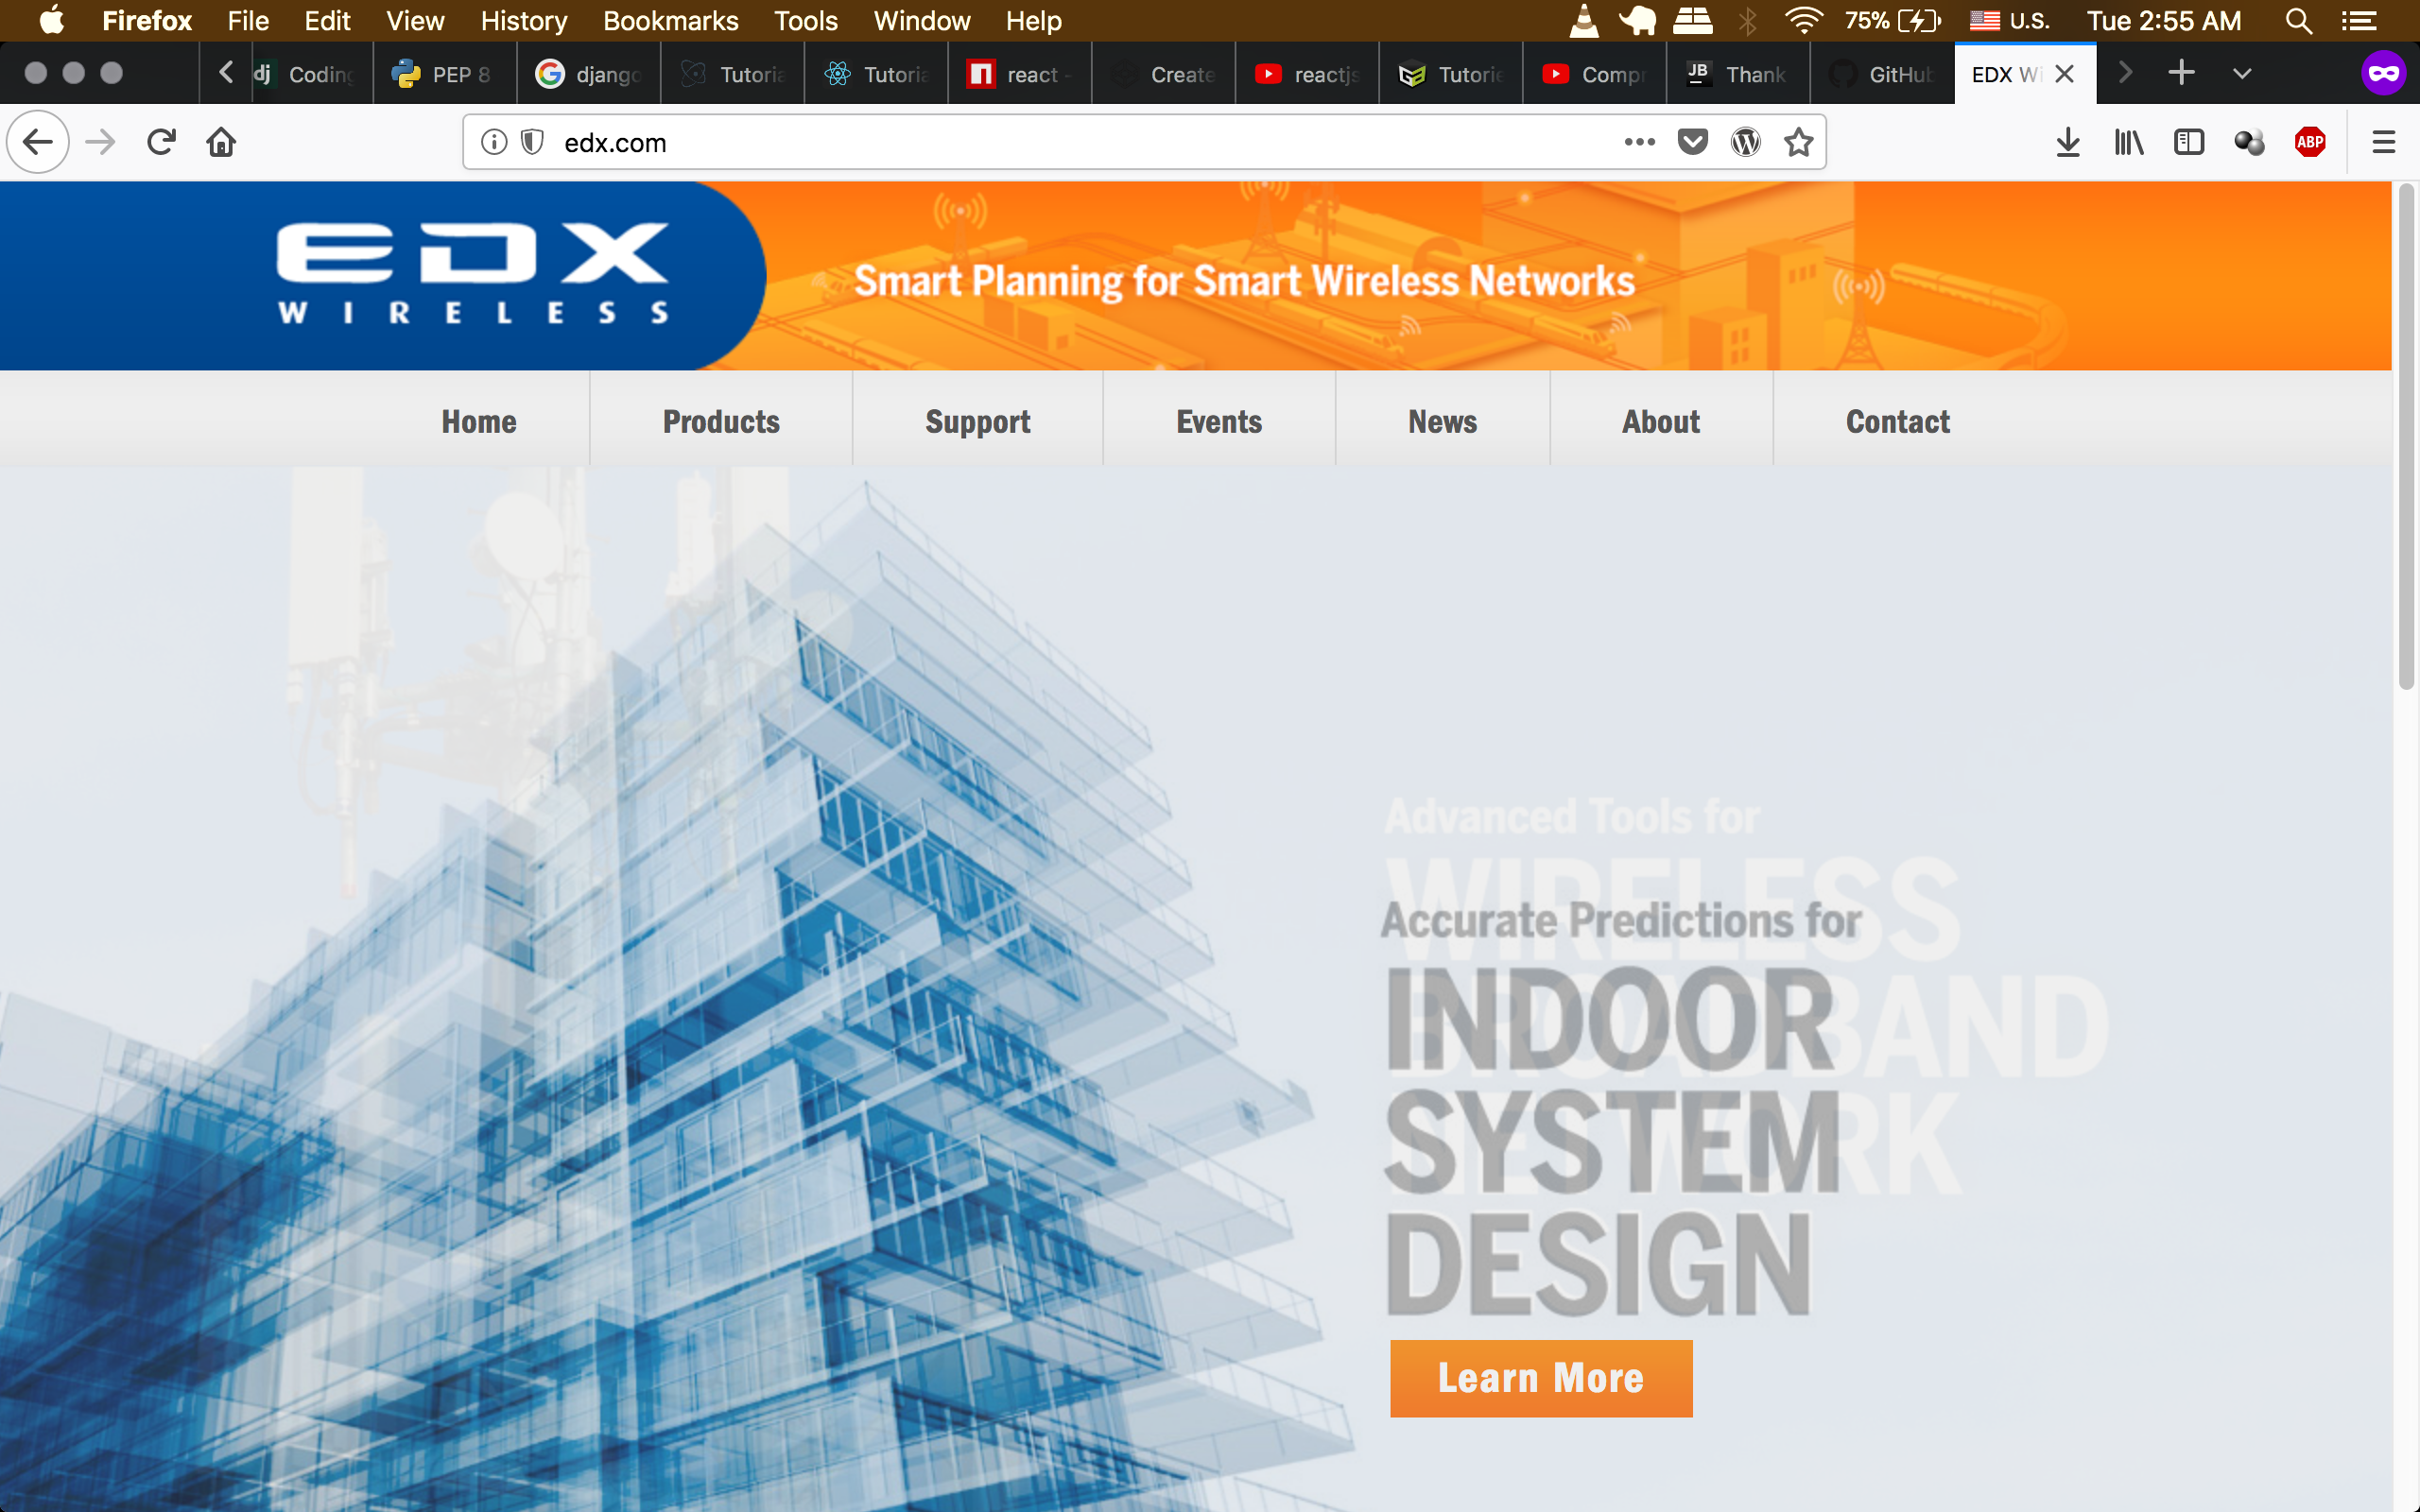 Firefox File Edit View History Bookmarks Tools Window Help 75% U.S. Tue 2:55 AM
dj Coding PEP 8 django Tutoria Tutoria react - Create reactjs Tutorie Compr JB Thank GitHub EDX Wi
edx.com ABP
EDX
WIRELESS
Smart Planning for Smart Wireless Networks
Home Products Support Events News About Contact
Advanced Tools for
WIRELESS
BROADBAND
NETWORK
Accurate Predictions for
INDOOR
SYSTEM
DESIGN
Learn More